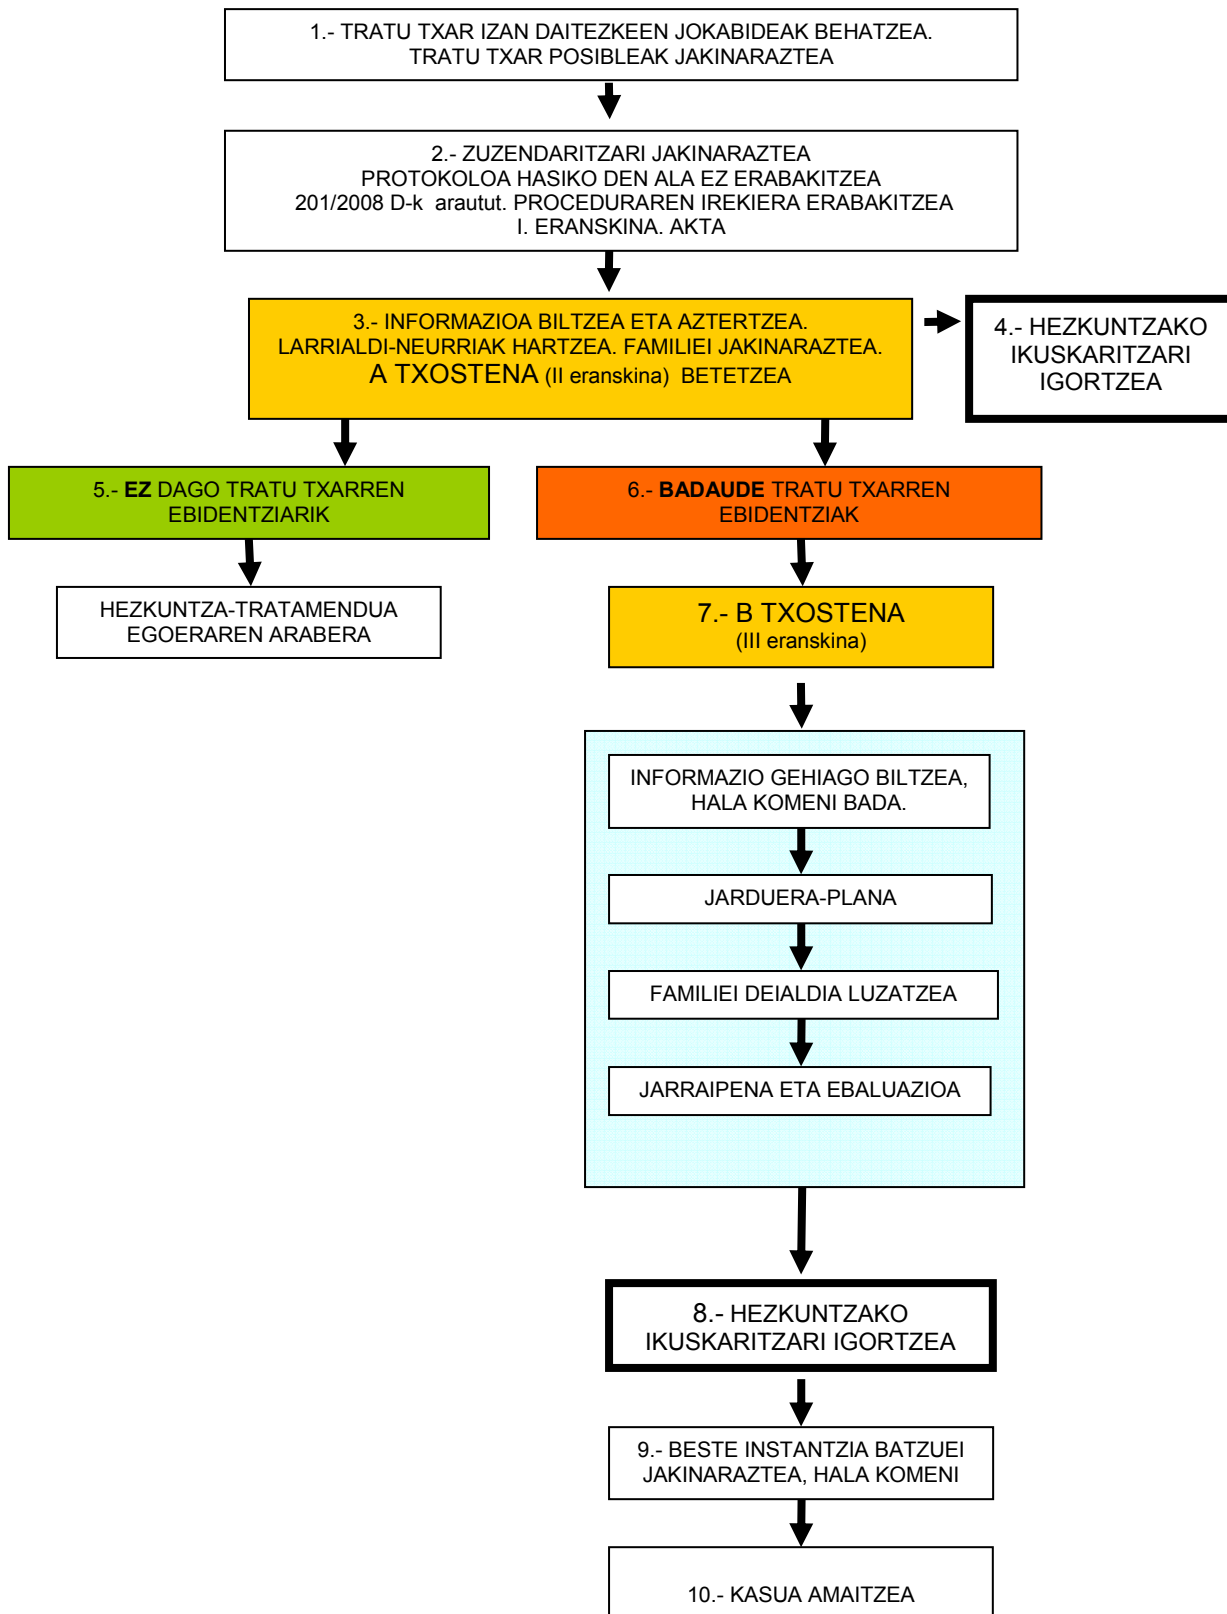 1.- TRATU TXAR IZAN DAITEZKEEN JOKABIDEAK BEHATZEA.
TRATU TXAR POSIBLEAK JAKINARAZTEA
2.- ZUZENDARITZARI JAKINARAZTEA
PROTOKOLOA HASIKO DEN ALA EZ ERABAKITZEA
201/2008 D-k arautut. PROCEDURAREN IREKIERA ERABAKITZEA
I. ERANSKINA. AKTA
3.- INFORMAZIOA BILTZEA ETA AZTERTZEA.
LARRIALDI-NEURRIAK HARTZEA. FAMILIEI JAKINARAZTEA.
A TXOSTENA (II eranskina) BETETZEA
4.- HEZKUNTZAKO
IKUSKARITZARI
IGORTZEA
5.- EZ DAGO TRATU TXARREN
EBIDENTZIARIK
6.- BADAUDE TRATU TXARREN
EBIDENTZIAK
HEZKUNTZA-TRATAMENDUA
EGOERAREN ARABERA
7.- B TXOSTENA
(III eranskina)
INFORMAZIO GEHIAGO BILTZEA,
HALA KOMENI BADA.
JARDUERA-PLANA
FAMILIEI DEIALDIA LUZATZEA
JARRAIPENA ETA EBALUAZIOA
8.- HEZKUNTZAKO
IKUSKARITZARI IGORTZEA
9.- BESTE INSTANTZIA BATZUEI
JAKINARAZTEA, HALA KOMENI
10.- KASUA AMAITZEA